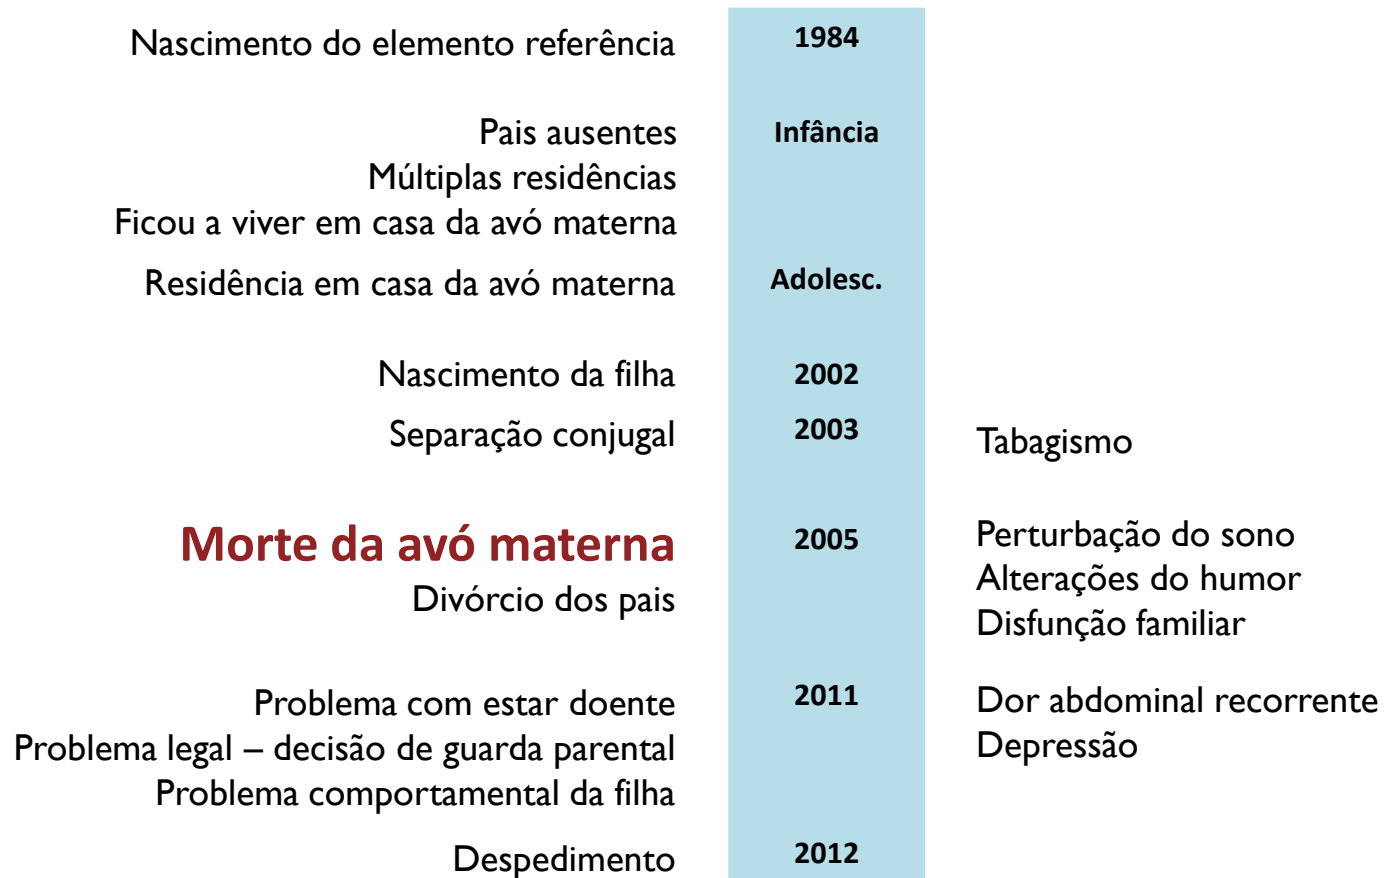 Nascimento do elemento referência 1984
Pais ausentes Infância
Múltiplas residências
Ficou a viver em casa da avó materna
Residência em casa da avó materna Adolesc.
Nascimento da filha 2002
Separação conjugal 2003 Tabagismo
Morte da avó materna 2005 Perturbação do sono
Divórcio dos pais Alterações do humor
Disfunção familiar
Problema com estar doente 2011 Dor abdominal recorrente
Problema legal – decisão de guarda parental Depressão
Problema comportamental da filha
Despedimento 2012